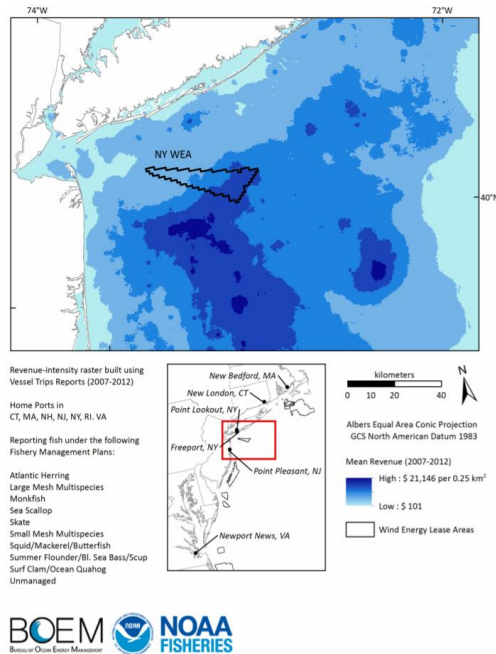 74°W
72°W
NY WEA
40°N
Revenue-intensity raster built using
Vessel Trips Reports (2007-2012)
Home Ports in
CT, MA, NH, NJ, NY, RI. VA
Reporting fish under the following
Fishery Management Plans:
Atlantic Herring
Large Mesh Multispecies
Monkfish
Sea Scallop
Skate
Small Mesh Multispecies
Squid/Mackerel/Butterfish
Summer Flounder/Bl. Sea Bass/Scup
Surf Clam/Ocean Quahog
Unmanaged
New Bedford, MA
New London, CT
Point Lookout, NY
Freeport, NY
Point Pleasant, NJ
Newport News, VA
kilometers
0 10 20 40
N
Albers Equal Area Conic Projection
GCS North American Datum 1983
Mean Revenue (2007-2012)
High : $ 21,146 per 0.25 km²
Low : $ 101
Wind Energy Lease Areas
BOEM
BUREAU OF OCEAN ENERGY MANAGEMENT
NOAA
NOAA
FISHERIES